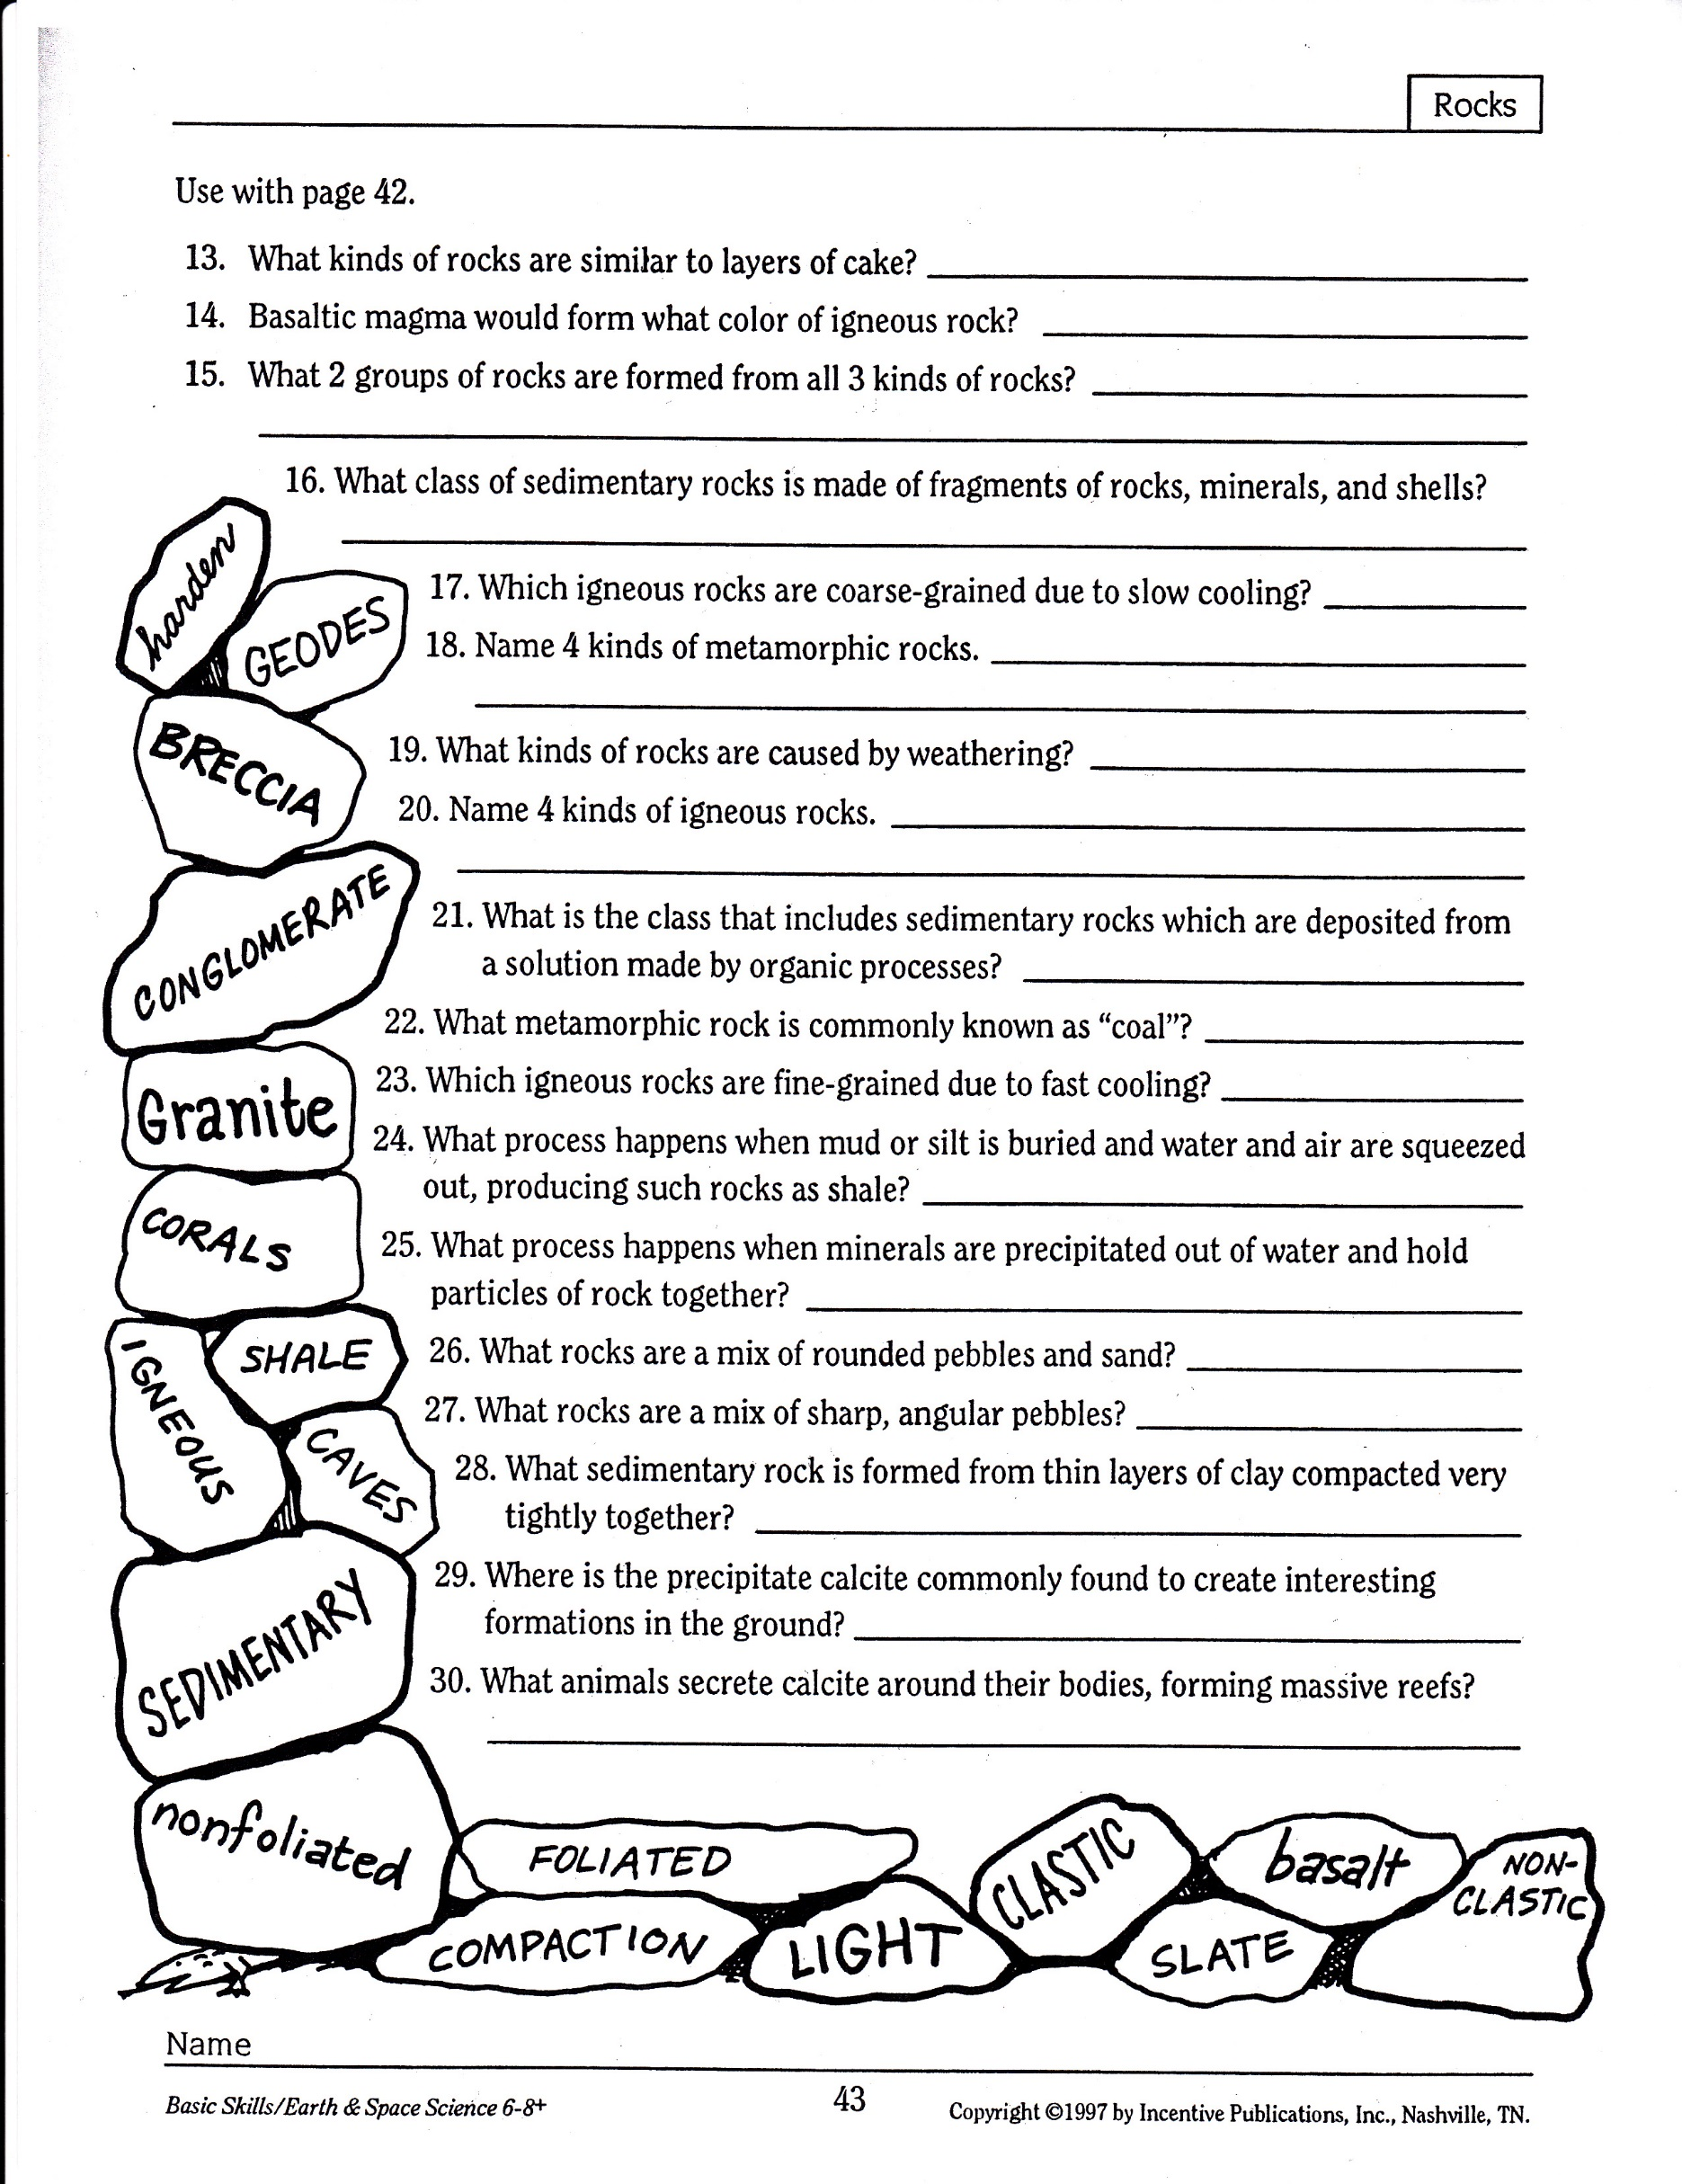 Rocks
Use with page 42.
13. What kinds of rocks are similar to layers of cake?
14. Basaltic magma would form what color of igneous rock?
15. What 2 groups of rocks are formed from all 3 kinds of rocks?
16. What class of sedimentary rocks is made of fragments of rocks, minerals, and shells?
harden
GEODES
17. Which igneous rocks are coarse-grained due to slow cooling?
18. Name 4 kinds of metamorphic rocks.
BRECCIA
19. What kinds of rocks are caused by weathering?
20. Name 4 kinds of igneous rocks.
CONGLOMERATE
21. What is the class that includes sedimentary rocks which are deposited from
a solution made by organic processes?
22. What metamorphic rock is commonly known as “coal”?
Granite
23. Which igneous rocks are fine-grained due to fast cooling?
24. What process happens when mud or silt is buried and water and air are squeezed
out, producing such rocks as shale?
CORALS
25. What process happens when minerals are precipitated out of water and hold
particles of rock together?
IGNEOUS
SHALE
26. What rocks are a mix of rounded pebbles and sand?
27. What rocks are a mix of sharp, angular pebbles?
CAVES
28. What sedimentary rock is formed from thin layers of clay compacted very
tightly together?
SEDIMENTARY
29. Where is the precipitate calcite commonly found to create interesting
formations in the ground?
30. What animals secrete calcite around their bodies, forming massive reefs?
nonfoliated
FOLIATED
CLASTIC
basalt
NON-
CLASTIC
COMPACTION
LIGHT
SLATE
Name
Basic Skills/Earth & Space Science 6-8+
43
Copyright ©1997 by Incentive Publications, Inc., Nashville, TN.